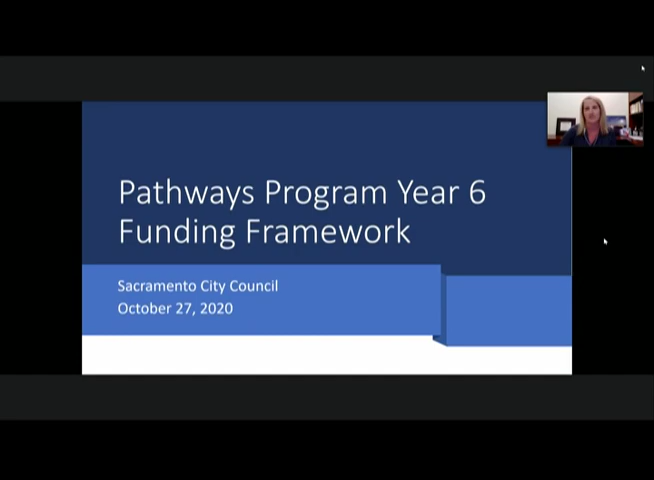 Pathways Program Year 6
Funding Framework
Sacramento City Council
October 27, 2020